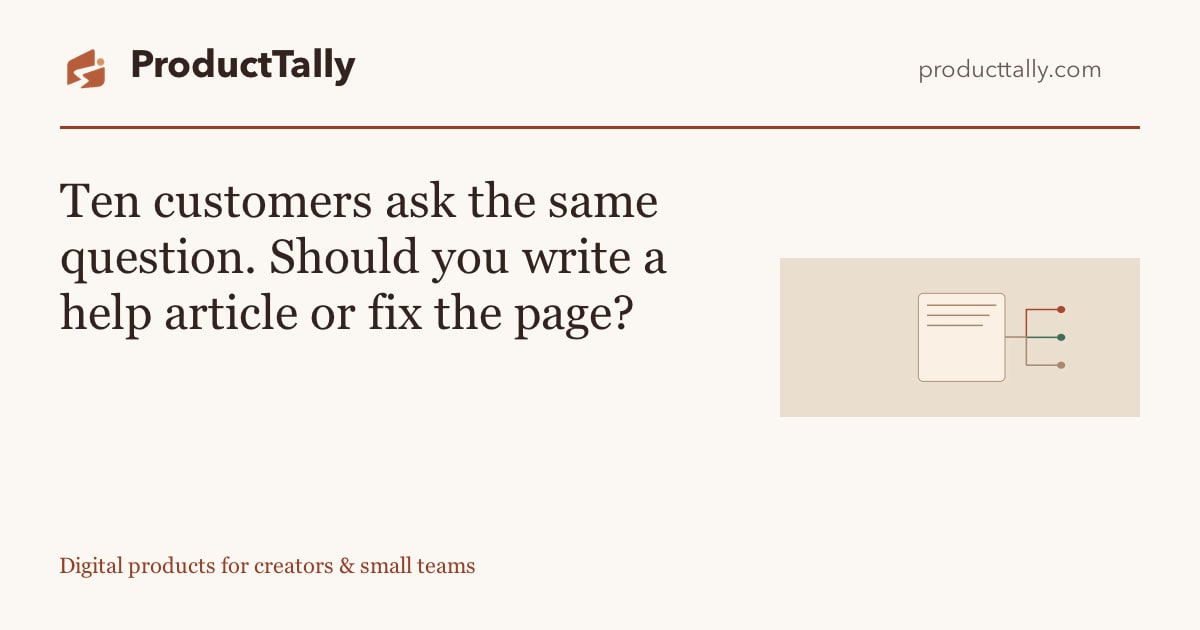 ProductTally
producttally.com
Ten customers ask the same
question. Should you write a
help article or fix the page?
Digital products for creators & small teams